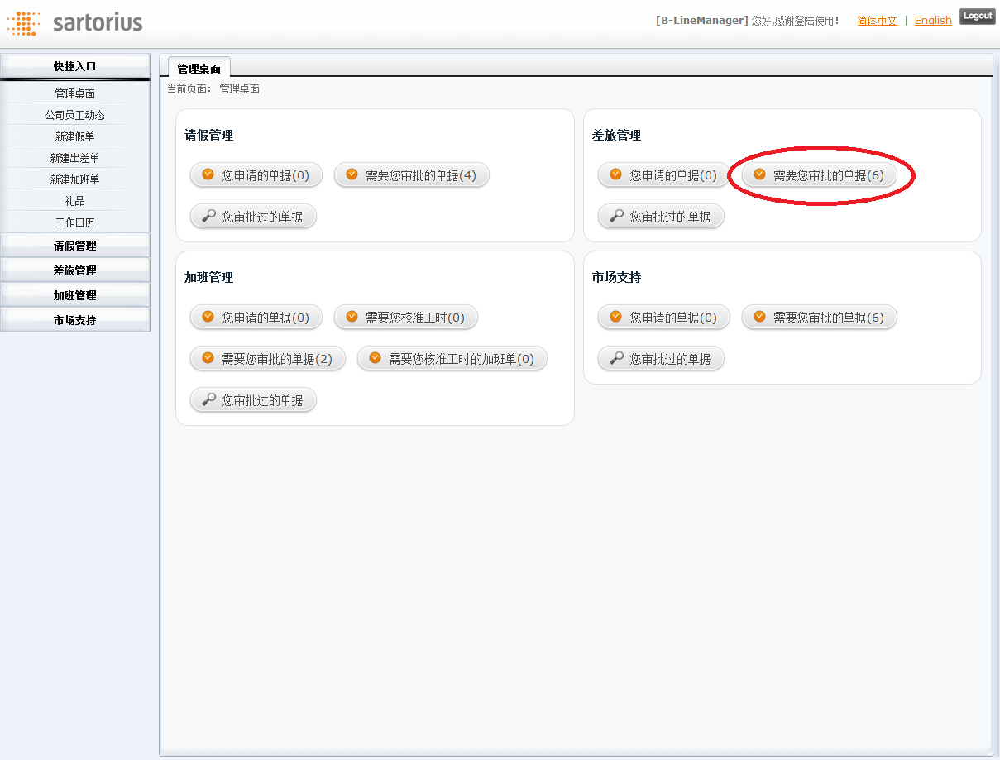 sartorius
[B-LineManager] 您好,感谢登陆使用! 简体中文 | English Logout
快捷入口
管理桌面
公司员工动态
新建假单
新建出差单
新建加班单
礼品
工作日历
请假管理
差旅管理
加班管理
市场支持
管理桌面
当前页面: 管理桌面
请假管理
您申请的单据(0) 需要您审批的单据(4)
您审批过的单据
差旅管理
您申请的单据(0) 需要您审批的单据(6)
您审批过的单据
加班管理
您申请的单据(0) 需要您校准工时(0)
需要您审批的单据(2) 需要您核准工时的加班单(0)
您审批过的单据
市场支持
您申请的单据(0) 需要您审批的单据(6)
您审批过的单据